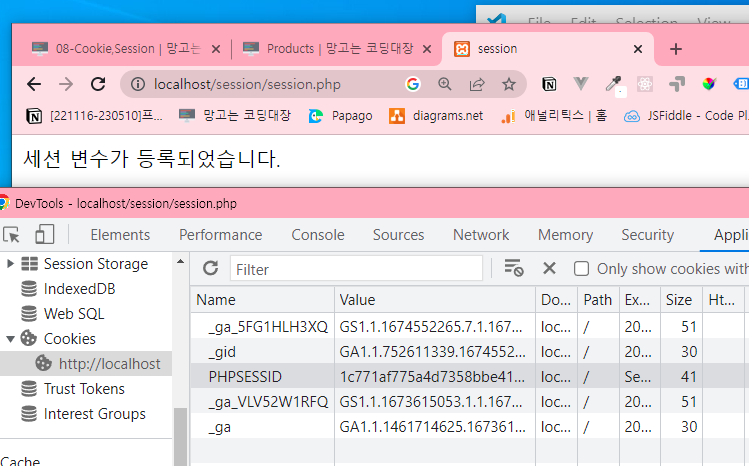 File Edit Selection View
08-Cookie,Session | 망고는 코딩대
Products | 망고는 코딩대장
session
localhost/session/session.php
[221116-230510]프... 망고는 코딩대장 Papago diagrams.net 애널리틱스 | 홈 JSFiddle - Code Pl
세션 변수가 등록되었습니다.
DevTools - localhost/session/session.php
Elements Performance Console Sources Network Memory Security Appli
Session Storage
IndexedDB
Web SQL
Cookies
http://localhost
Trust Tokens
Interest Groups
Cache
Filter
Only show cookies with
Name Value Do... Path Ex... Size Ht...
_ga_5FG1HLH3XQ GS1.1.1674552265.7.1.167... loc... / 20... 51
_gid GA1.1.752611339.1674552... loc... / 20... 30
PHPSESSID 1c771af775a4d7358bbe41... loc... / Se... 41
_ga_VLV52W1RFQ GS1.1.1673615053.1.1.167... loc... / 20... 51
_ga GA1.1.1461714625.167361... loc... / 20... 30